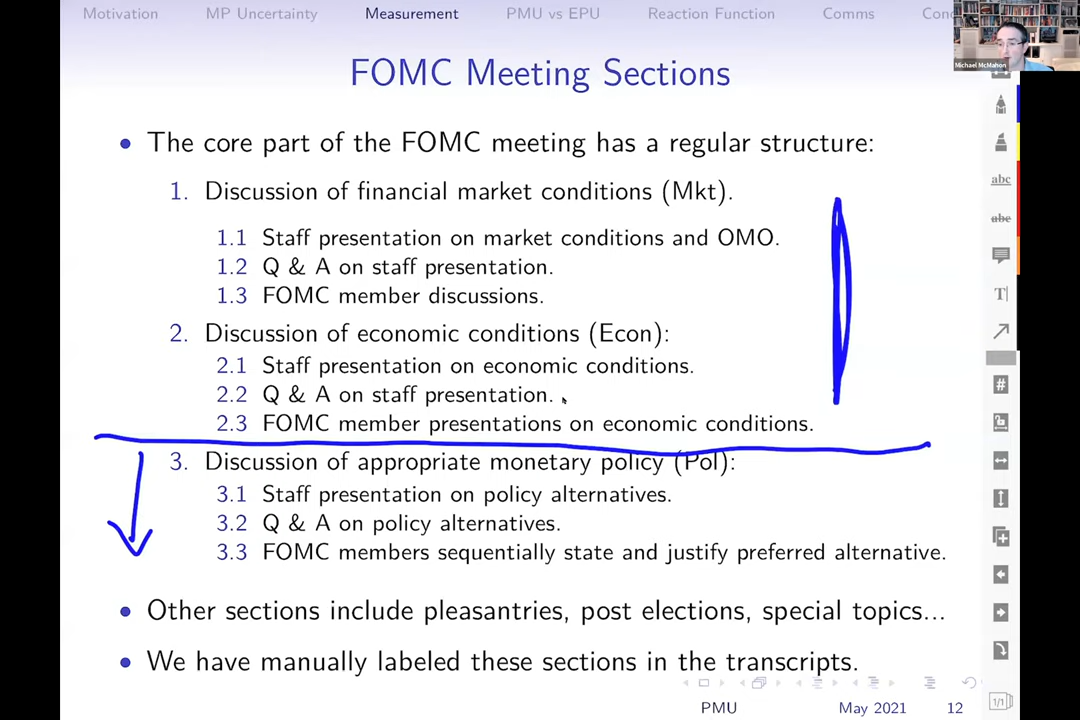 Motivation MP Uncertainty Measurement PMU vs EPU Reaction Function Comms
Michael McMahon
FOMC Meeting Sections
• The core part of the FOMC meeting has a regular structure:
1. Discussion of financial market conditions (Mkt).
1.1 Staff presentation on market conditions and OMO.
1.2 Q & A on staff presentation.
1.3 FOMC member discussions.
2. Discussion of economic conditions (Econ):
2.1 Staff presentation on economic conditions.
2.2 Q & A on staff presentation.
2.3 FOMC member presentations on economic conditions.
3. Discussion of appropriate monetary policy (Pol):
3.1 Staff presentation on policy alternatives.
3.2 Q & A on policy alternatives.
3.3 FOMC members sequentially state and justify preferred alternative.
• Other sections include pleasantries, post elections, special topics...
• We have manually labeled these sections in the transcripts.
PMU May 2021 12
abc
abc
T
#
1/1